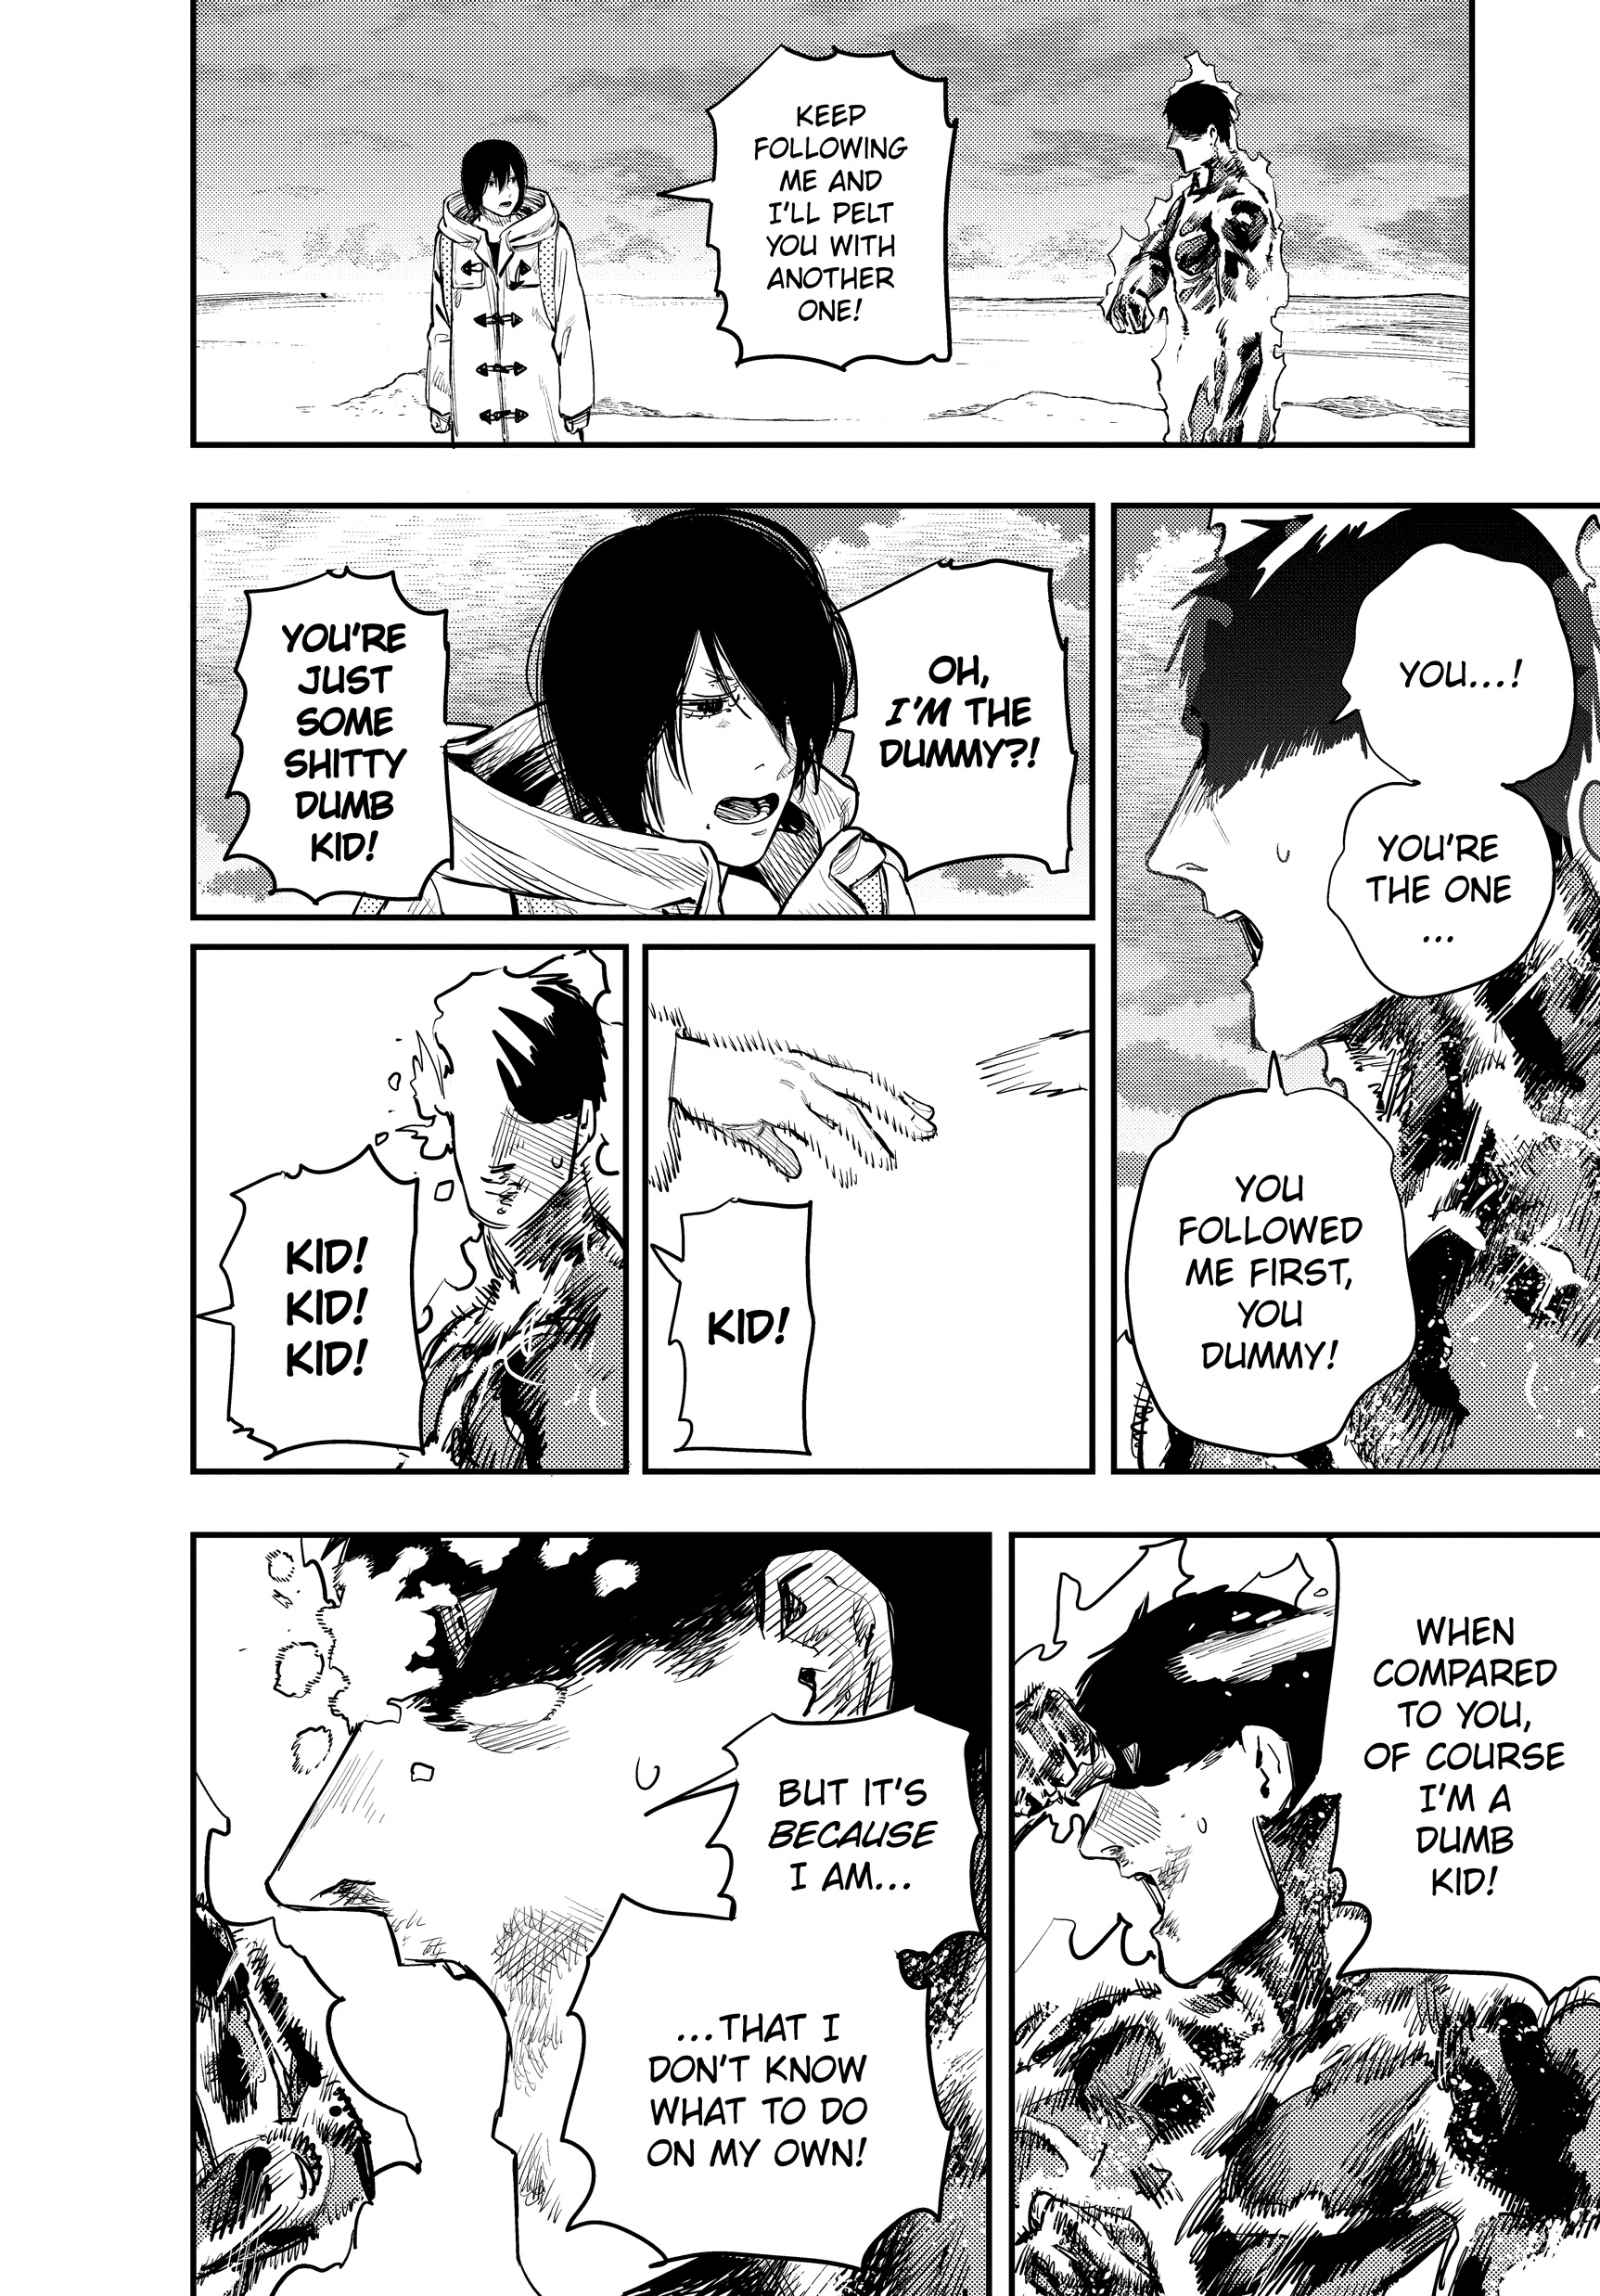 KEEP
FOLLOWING
ME AND
I'LL PELT
YOU WITH
ANOTHER
ONE!
YOU...!
YOU'RE
THE ONE
...
YOU
FOLLOWED
ME FIRST,
YOU
DUMMY!
OH,
I'M THE
DUMMY?!
YOU'RE
JUST
SOME
SHITTY
DUMB
KID!
KID!
KID!
KID!
KID!
WHEN
COMPARED
TO YOU,
OF COURSE
I'M A
DUMB
KID!
BUT IT'S
BECAUSE
I AM...
...THAT I
DON'T KNOW
WHAT TO DO
ON MY OWN!